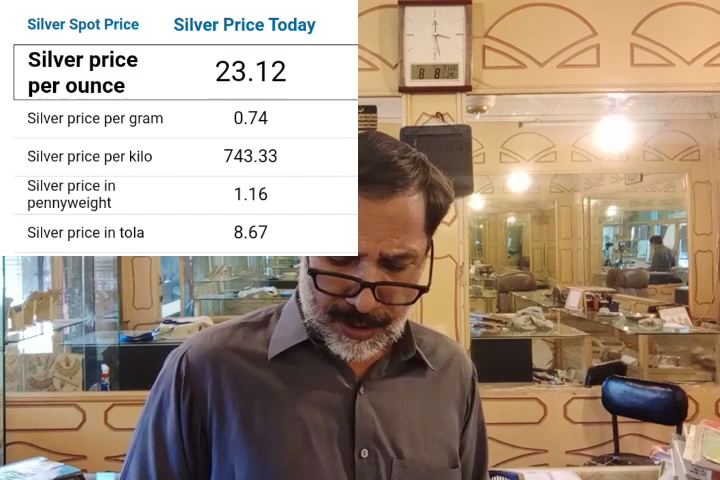 Silver Spot Price Silver Price Today
Silver price per ounce 23.12
Silver price per gram 0.74
Silver price per kilo 743.33
Silver price in pennyweight 1.16
Silver price in tola 8.67